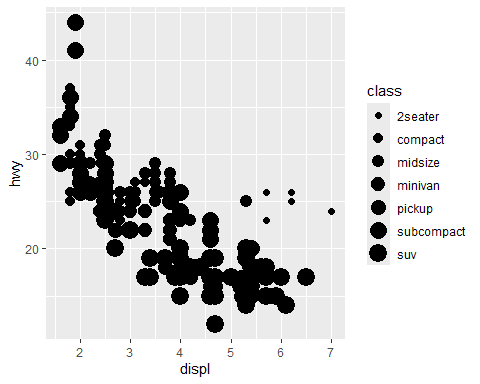 class
2seater
compact
midsize
minivan
pickup
subcompact
suv
hwy
40
30
20
2 3 4 5 6 7
displ